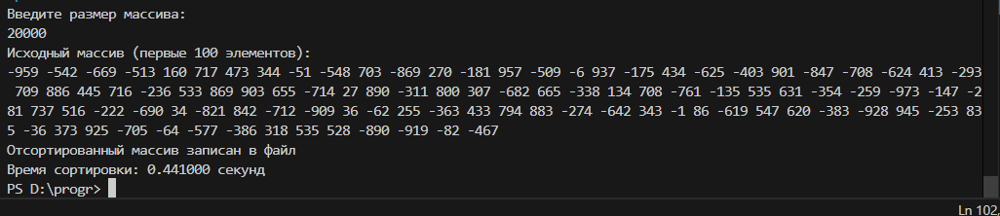 Введите размер массива:
20000
Исходный массив (первые 100 элементов):
-959 -542 -669 -513 160 717 473 344 -51 -548 703 -869 270 -181 957 -509 -6 937 -175 434 -625 -403 901 -847 -708 -624 413 -293
 709 886 445 716 -236 533 869 903 655 -714 27 890 -311 800 307 -682 665 -338 134 708 -761 -135 535 631 -354 -259 -973 -147 -2
81 737 516 -222 -690 34 -821 842 -712 -909 36 -62 255 -363 433 794 883 -274 -642 343 -1 86 -619 547 620 -383 -928 945 -253 83
5 -36 373 925 -705 -64 -577 -386 318 535 528 -890 -919 -82 -467
Отсортированный массив записан в файл
Время сортировки: 0.441000 секунд
PS D:\progr>
Ln 102,